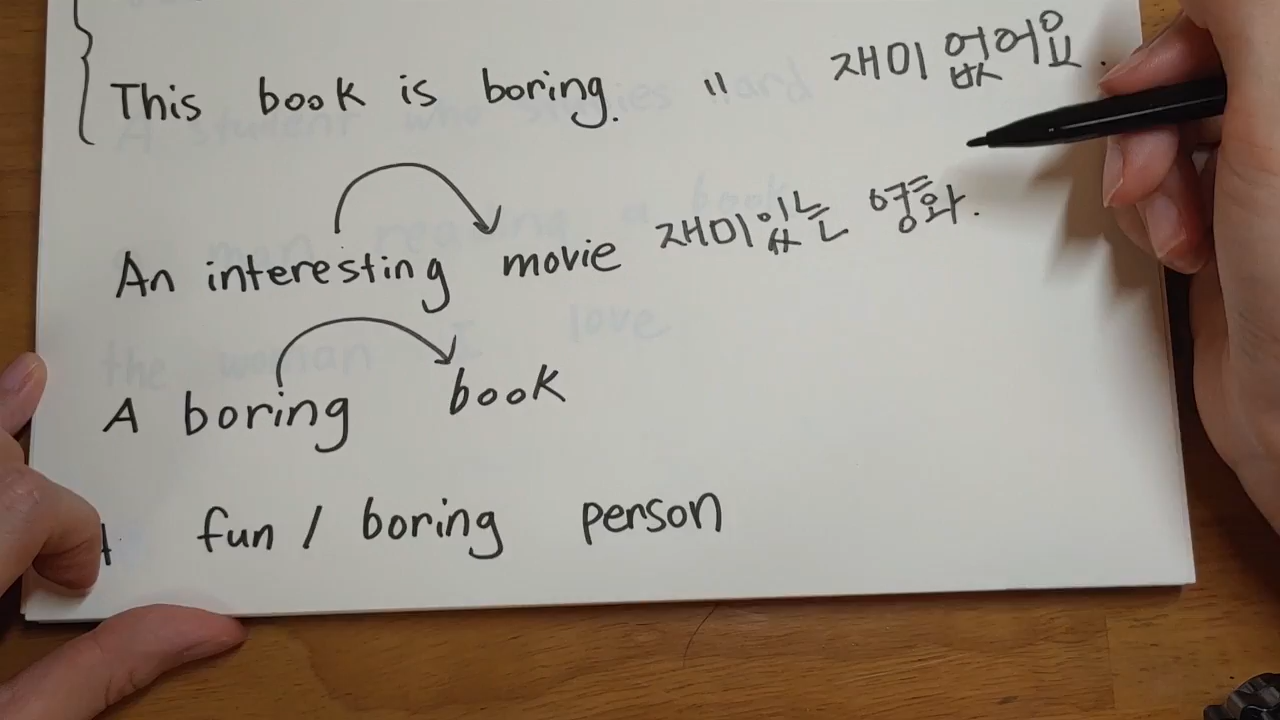 This book is boring. " 재미 없어요.
An interesting movie 재미있는 영화.
A boring book
A fun / boring person